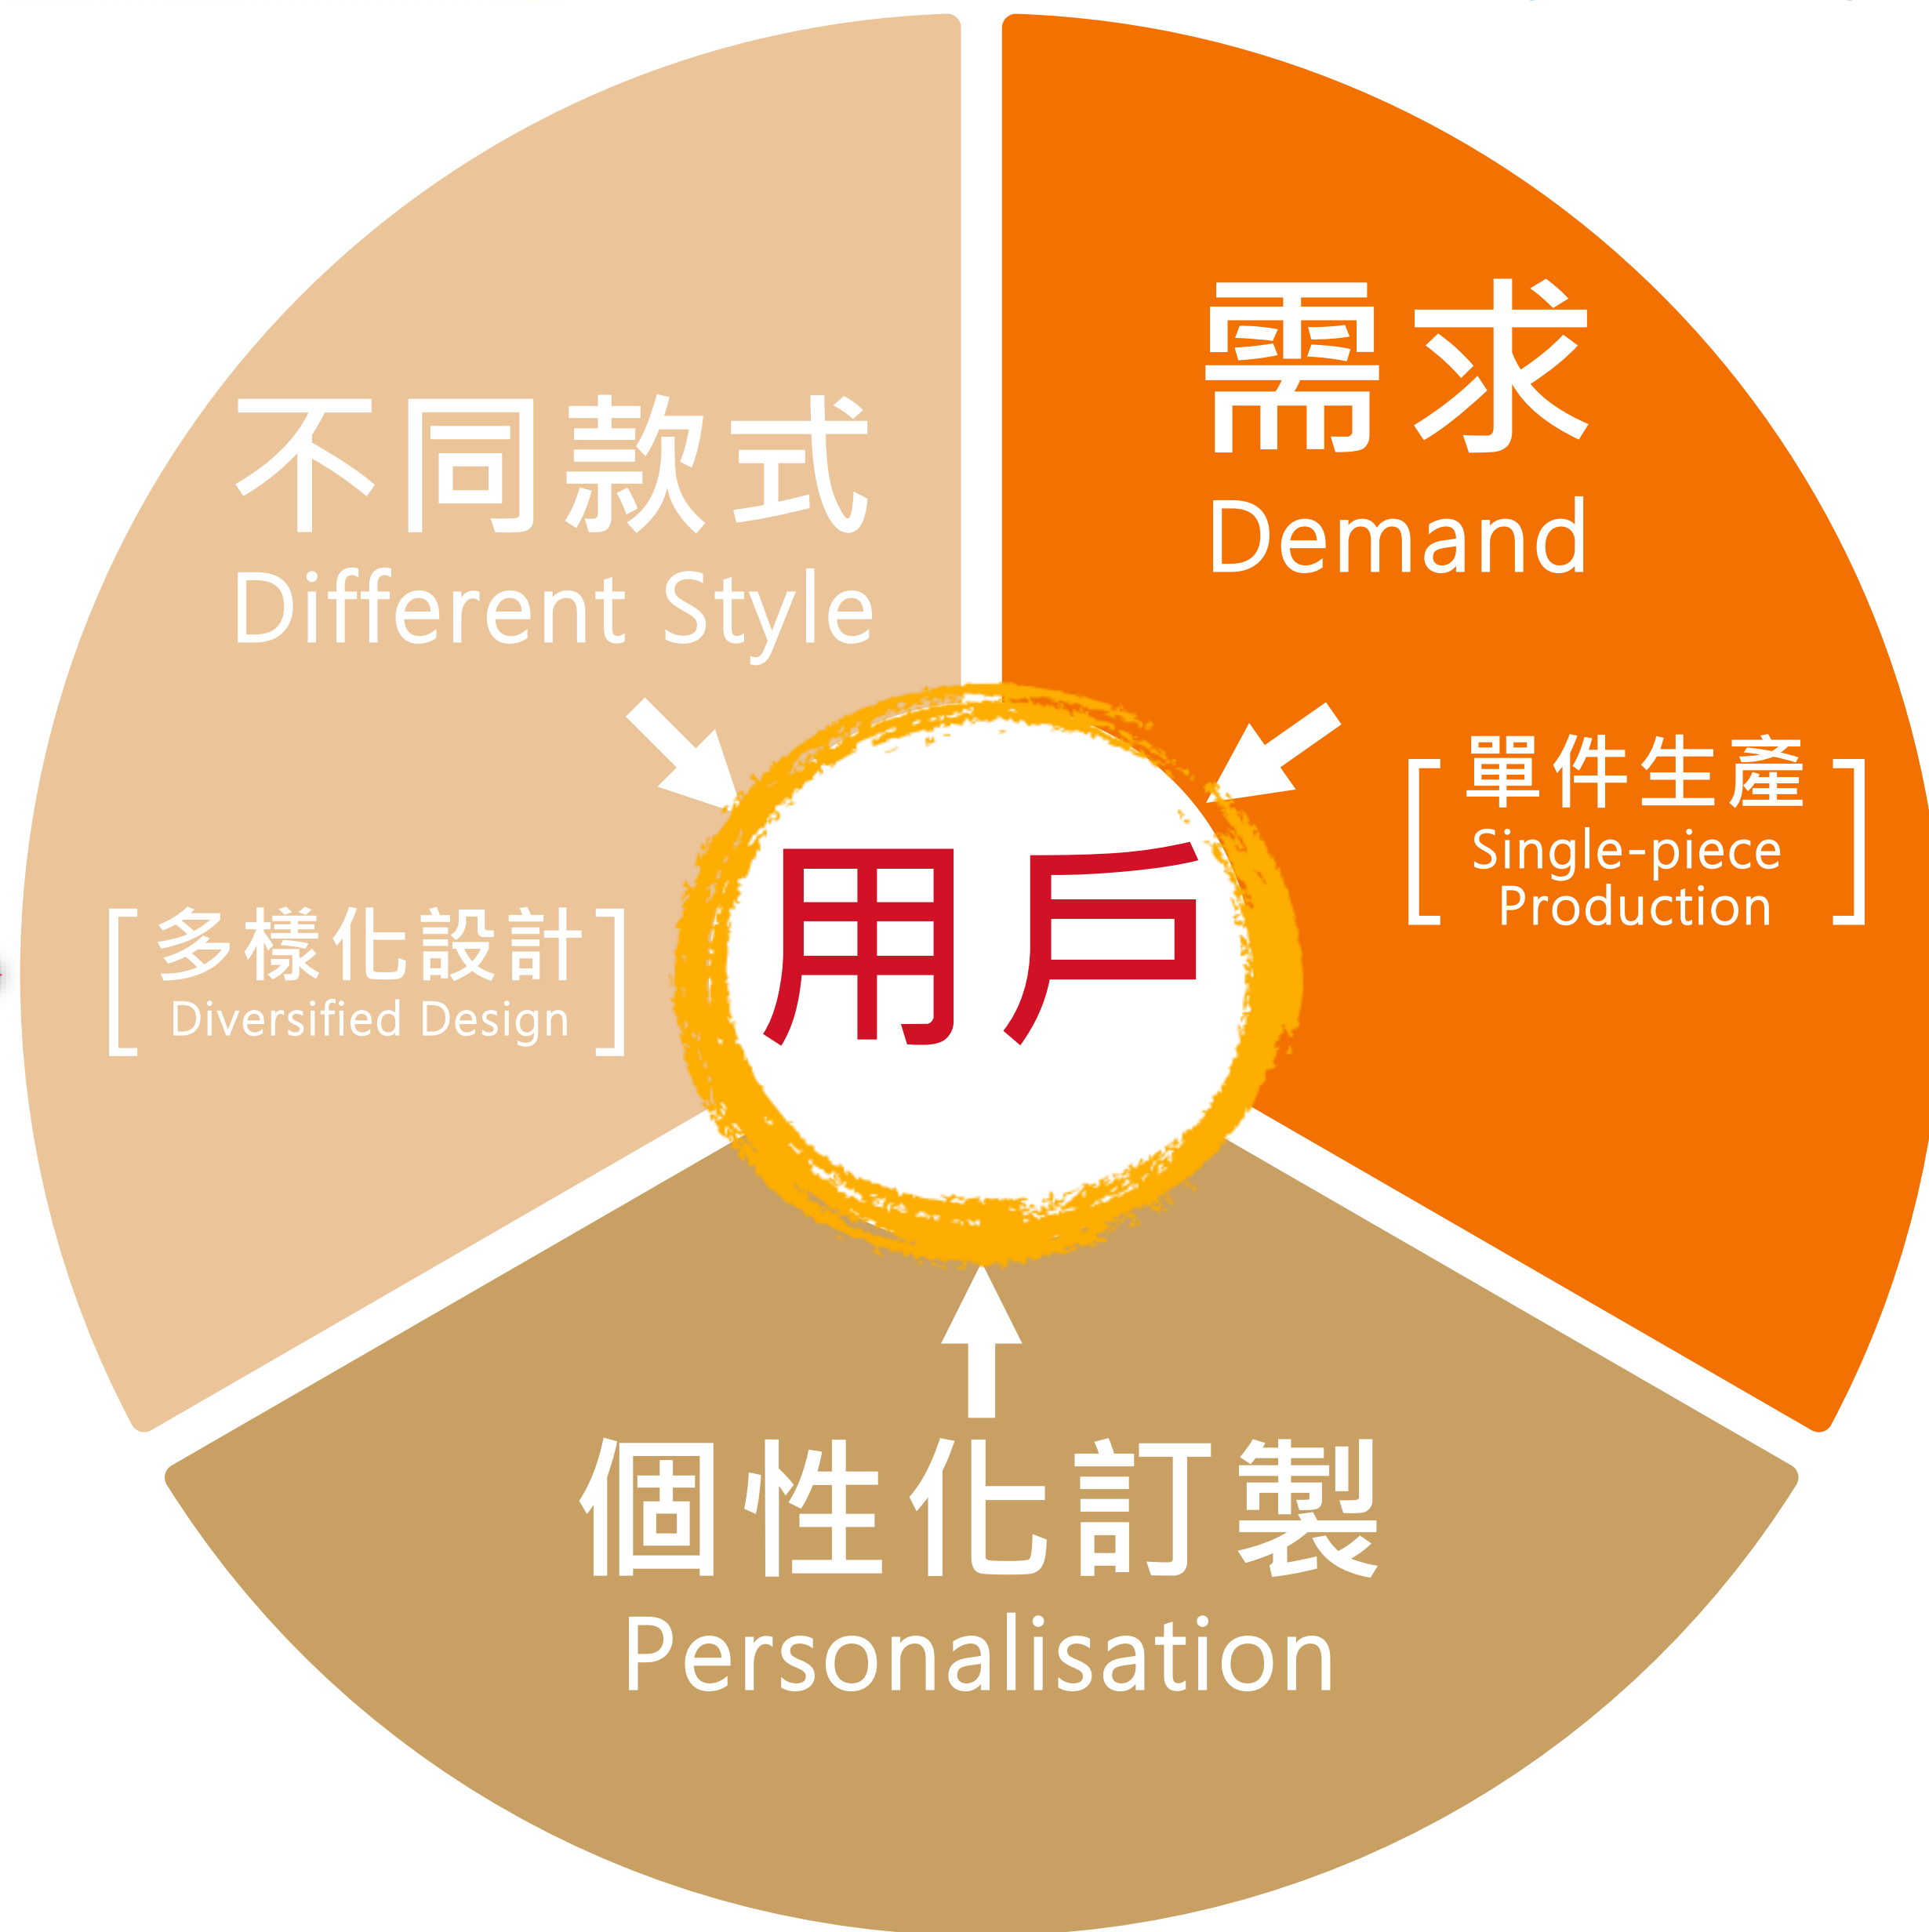 不同款式
Different Style
[多樣化設計]
Diversified Design
需求
Demand
[單件生產]
Single-piece
Production
用戶
個性化訂製
Personalisation